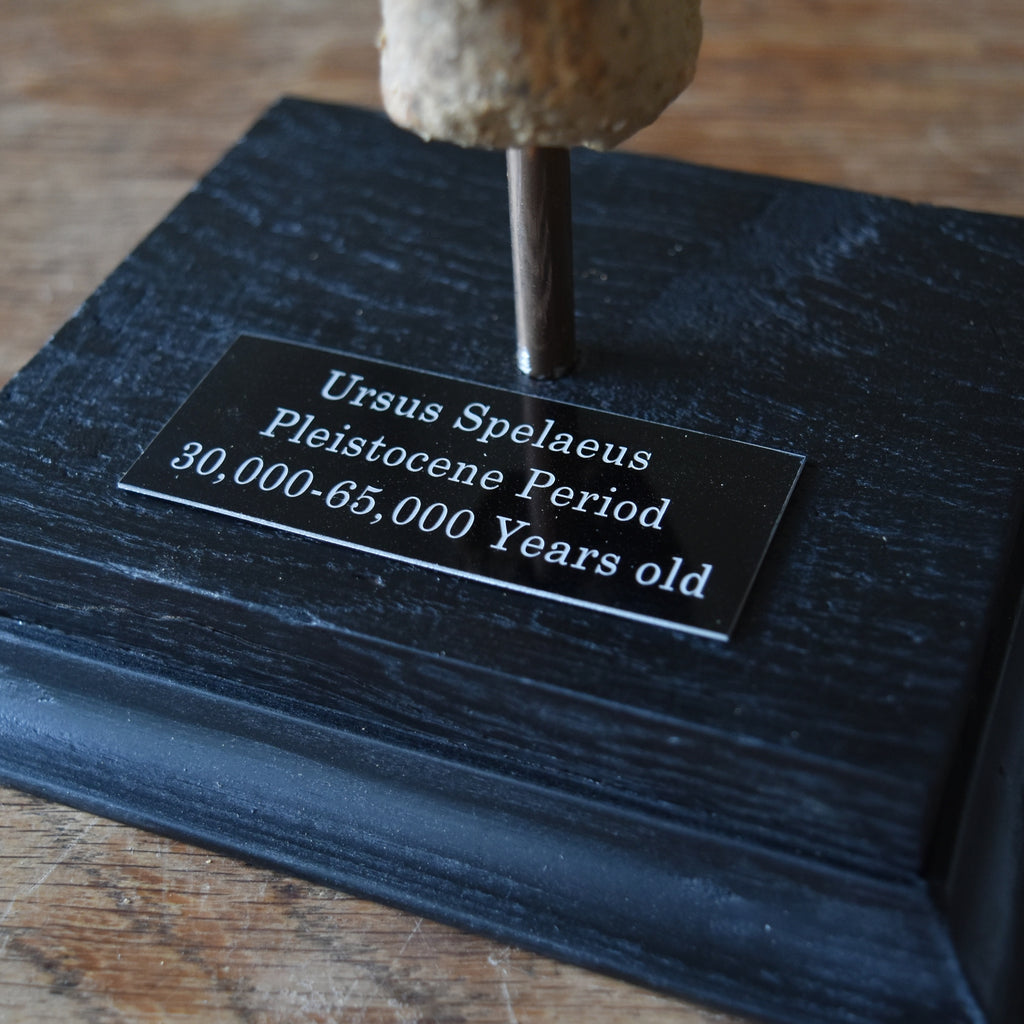 Ursus Spelaeus
Pleistocene Period
30,000-65,000 Years old